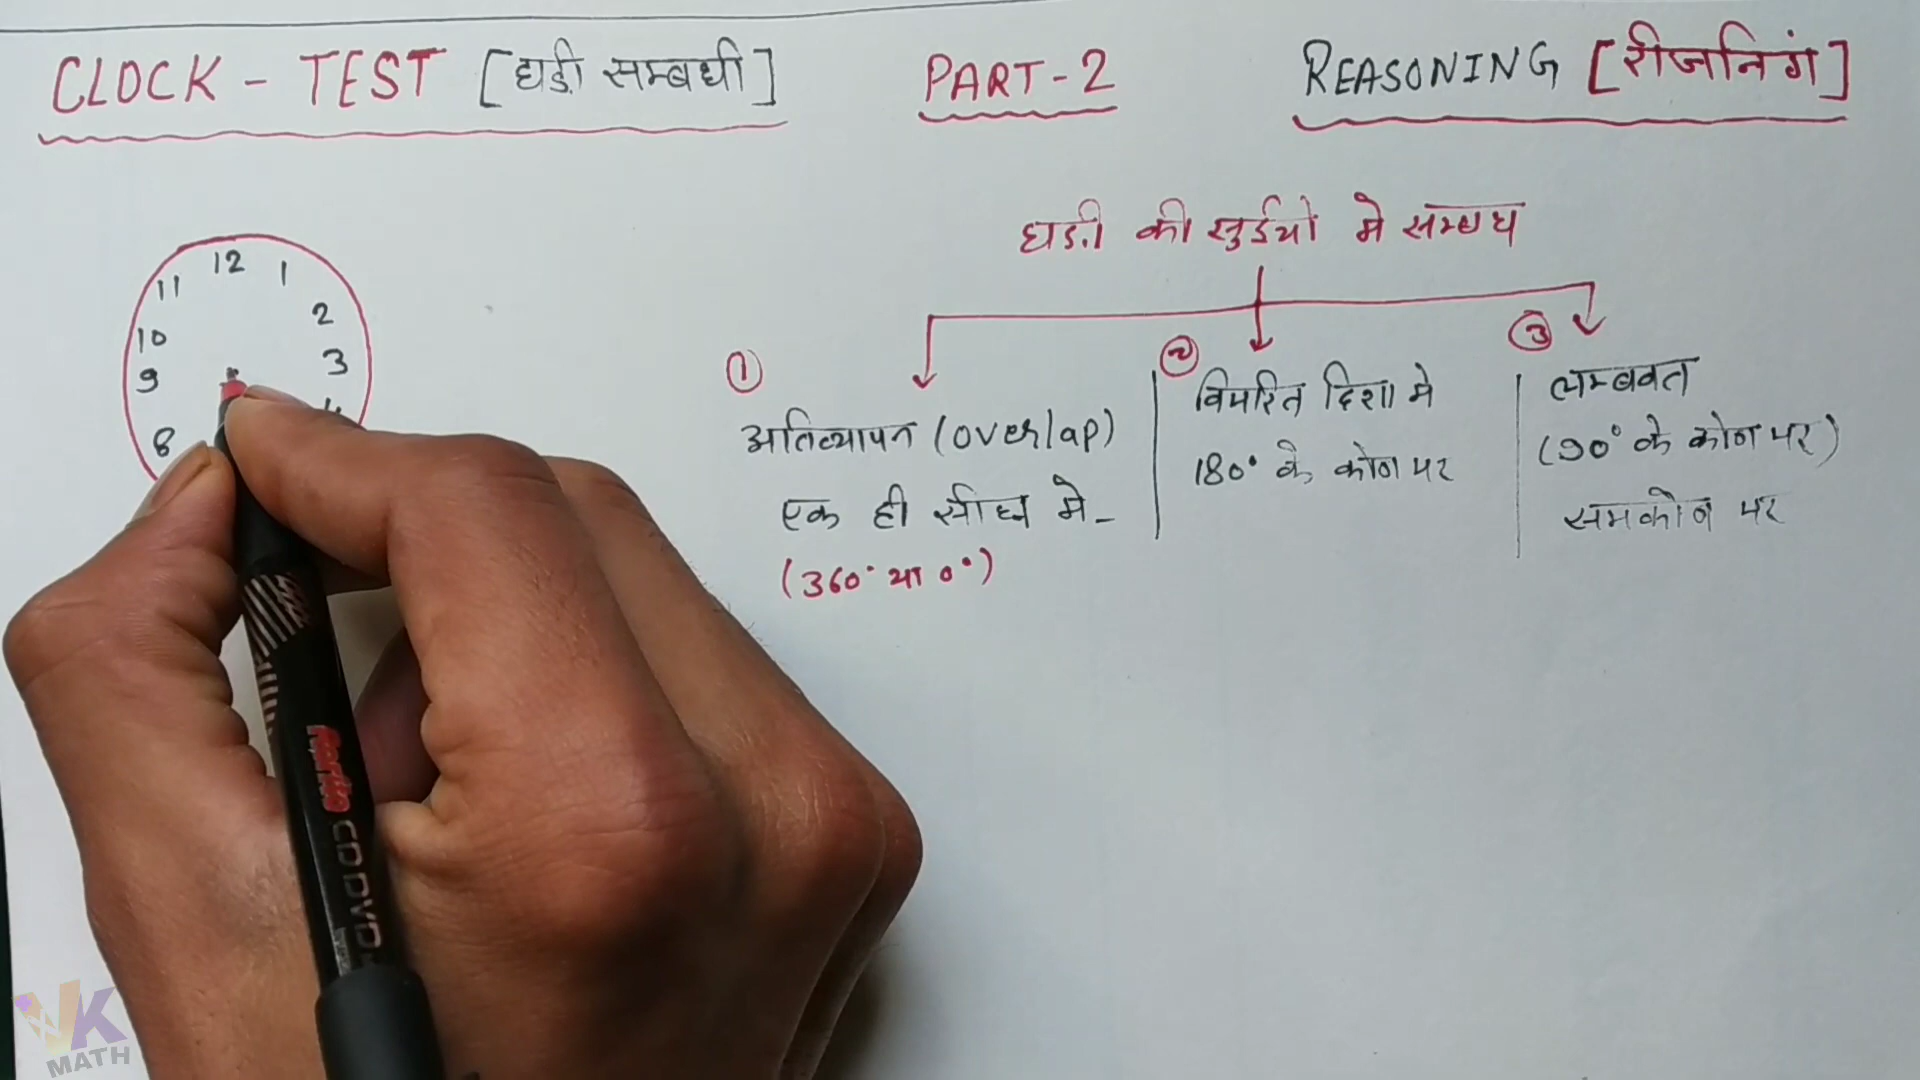 CLOCK - TEST [घड़ी सम्बधी]
PART-2
REASONING [रीजनिंग]
घड़ी की सुईयो मे सम्बध
12
1
11
2
10
3
9
8
①
②
③
अतिव्यापन (overlap)
एक ही सीध मे -
(360° या 0°)
विपरित दिशा मे
180° के कोण पर
लम्बवत
(90° के कोण पर)
समकोण पर
CDDVD
VK
MATH